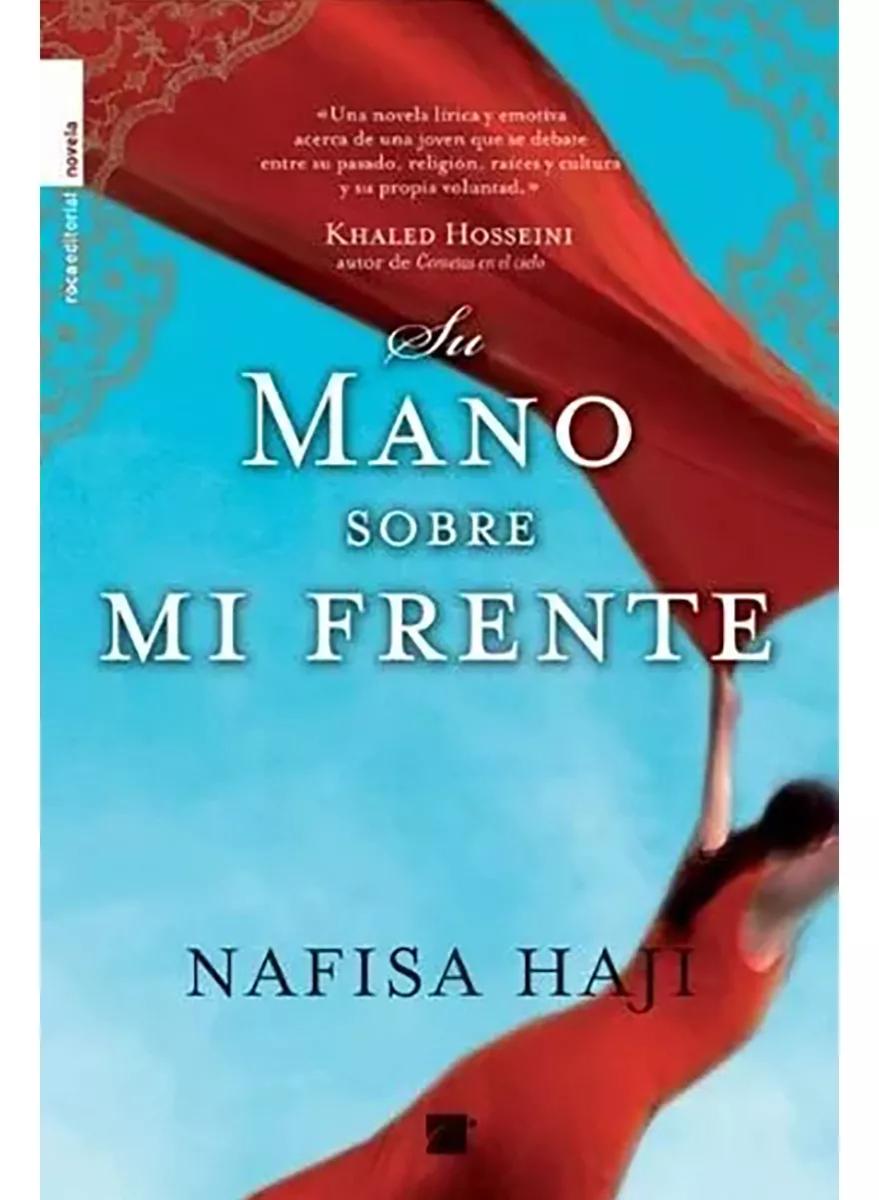 «Una novela lírica y emotiva
acerca de una joven que se debate
entre su pasado, religión, raíces y cultura
y su propia voluntad.»
KHALED HOSSEINI
autor de Cometas en el cielo
rocaeditorial novela
Su
MANO
SOBRE
MI FRENTE
NAFISA HAJI